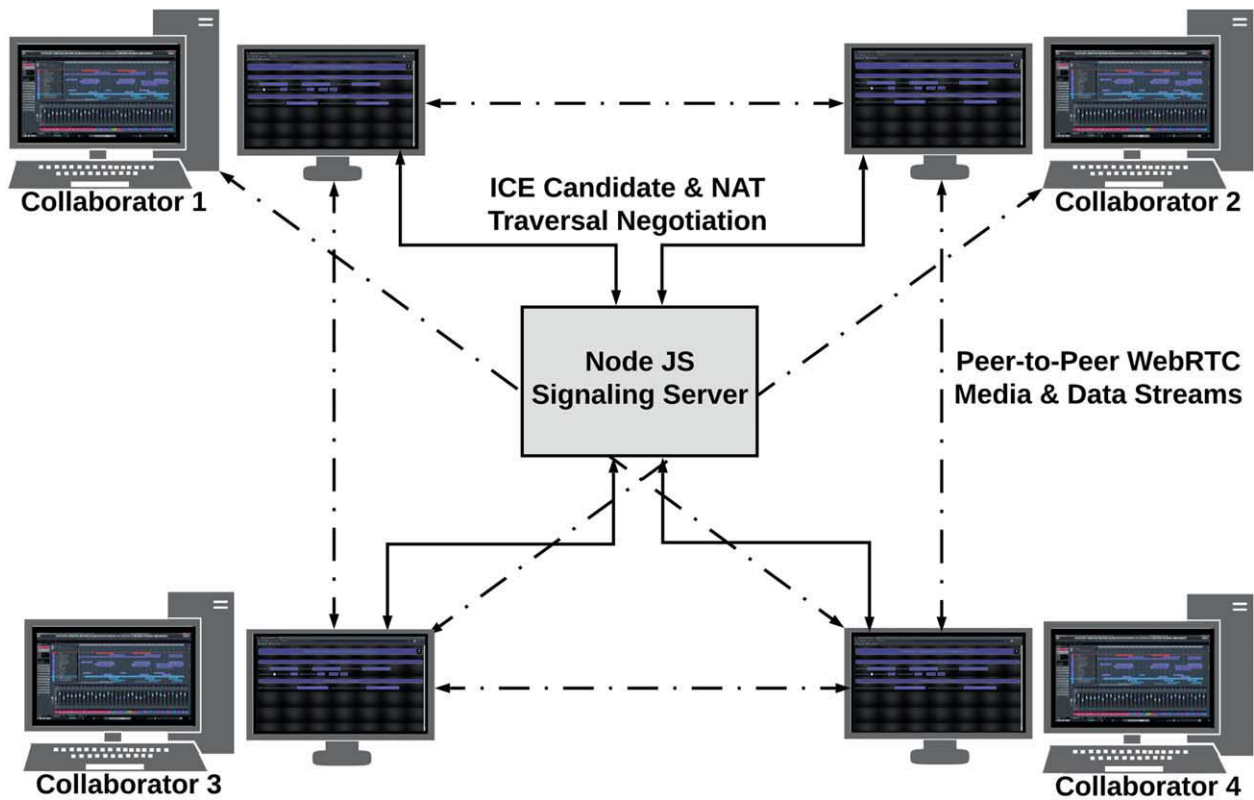 Collaborator 1
Collaborator 2
ICE Candidate & NAT
Traversal Negotiation
Node JS
Signaling Server
Peer-to-Peer WebRTC
Media & Data Streams
Collaborator 3
Collaborator 4